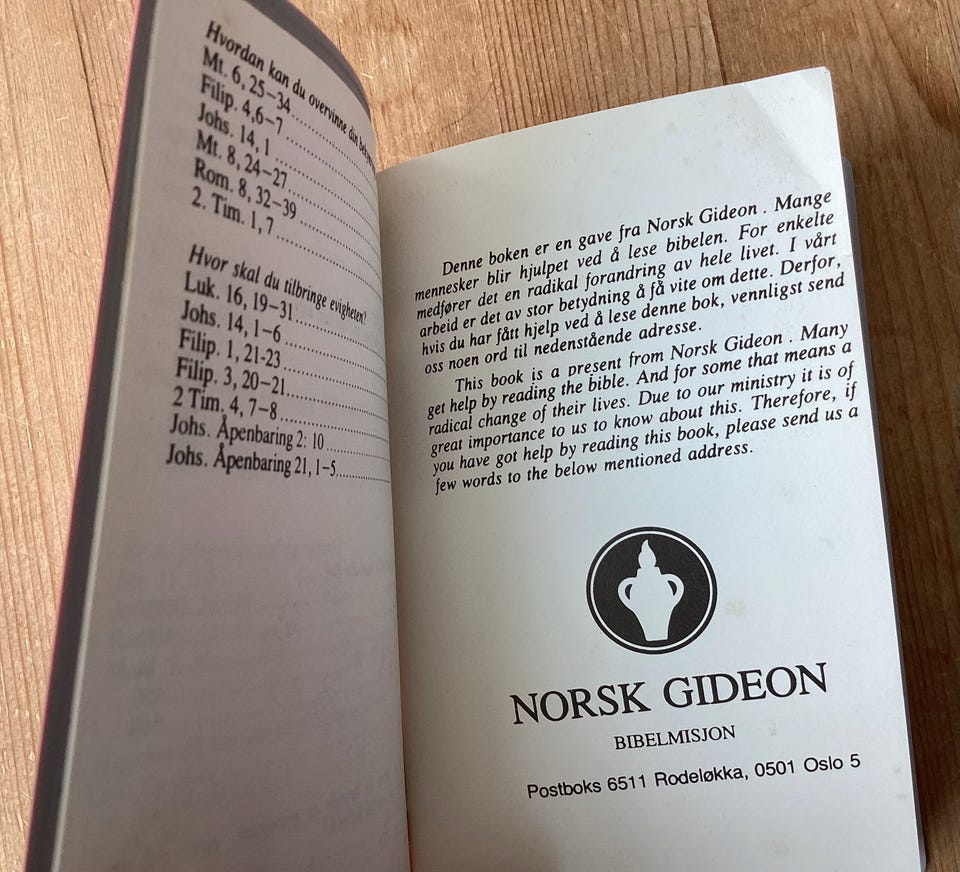 Hvordan kan du overvinne din
Mt. 6, 25–34
Filip. 4,6–7
Johs. 14, 1
Mt. 8, 24–27
Rom. 8, 32–39
2. Tim. 1,7
Hvor skal du tilbringe evigheten?
Luk. 16, 19–31
Johs. 14, 1–6
Filip. 1, 21-23
Filip. 3, 20–21
2 Tim. 4, 7–8
Johs. Åpenbaring 2: 10
Johs. Åpenbaring 21, 1–5
Denne boken er en gave fra Norsk Gideon . Mange
mennesker blir hjulpet ved å lese bibelen. For enkelte
medfører det en radikal forandring av hele livet. I vårt
arbeid er det av stor betydning å få vite om dette. Derfor,
hvis du har fått hjelp ved å lese denne bok, vennligst send
oss noen ord til nedenstående adresse.
This book is a present from Norsk Gideon . Many
get help by reading the bible. And for some that means a
radical change of their lives. Due to our ministry it is of
great importance to us to know about this. Therefore, if
you have got help by reading this book, please send us a
few words to the below mentioned address.
NORSK GIDEON
BIBELMISJON
Postboks 6511 Rodeløkka, 0501 Oslo 5